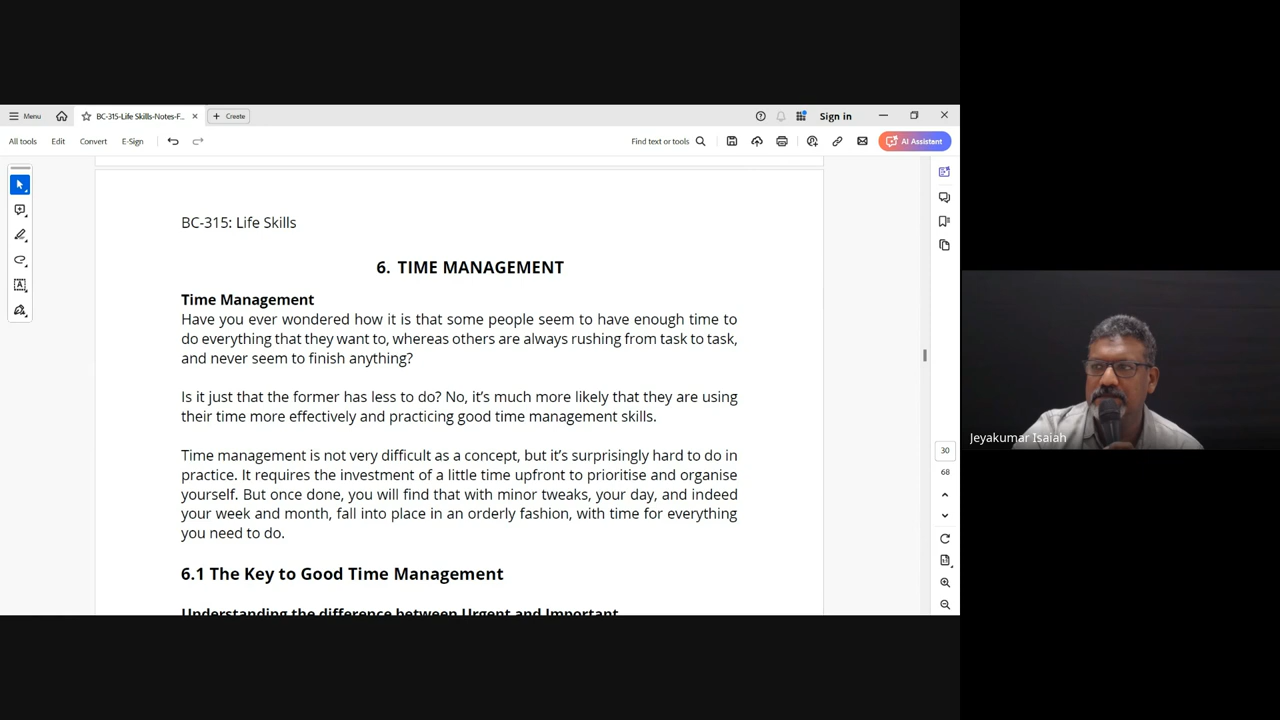 Menu
BC-315-Life Skills-Notes-F...
Create
Sign in
All tools
Edit
Convert
E-Sign
Find text or tools
AI Assistant
BC-315: Life Skills
6. TIME MANAGEMENT
Time Management
Have you ever wondered how it is that some people seem to have enough time to
do everything that they want to, whereas others are always rushing from task to task,
and never seem to finish anything?
Is it just that the former has less to do? No, it's much more likely that they are using
their time more effectively and practicing good time management skills.
Time management is not very difficult as a concept, but it's surprisingly hard to do in
practice. It requires the investment of a little time upfront to prioritise and organise
yourself. But once done, you will find that with minor tweaks, your day, and indeed
your week and month, fall into place in an orderly fashion, with time for everything
you need to do.
6.1 The Key to Good Time Management
Understanding the difference between Urgent and Important
30
68
Jeyakumar Isaiah